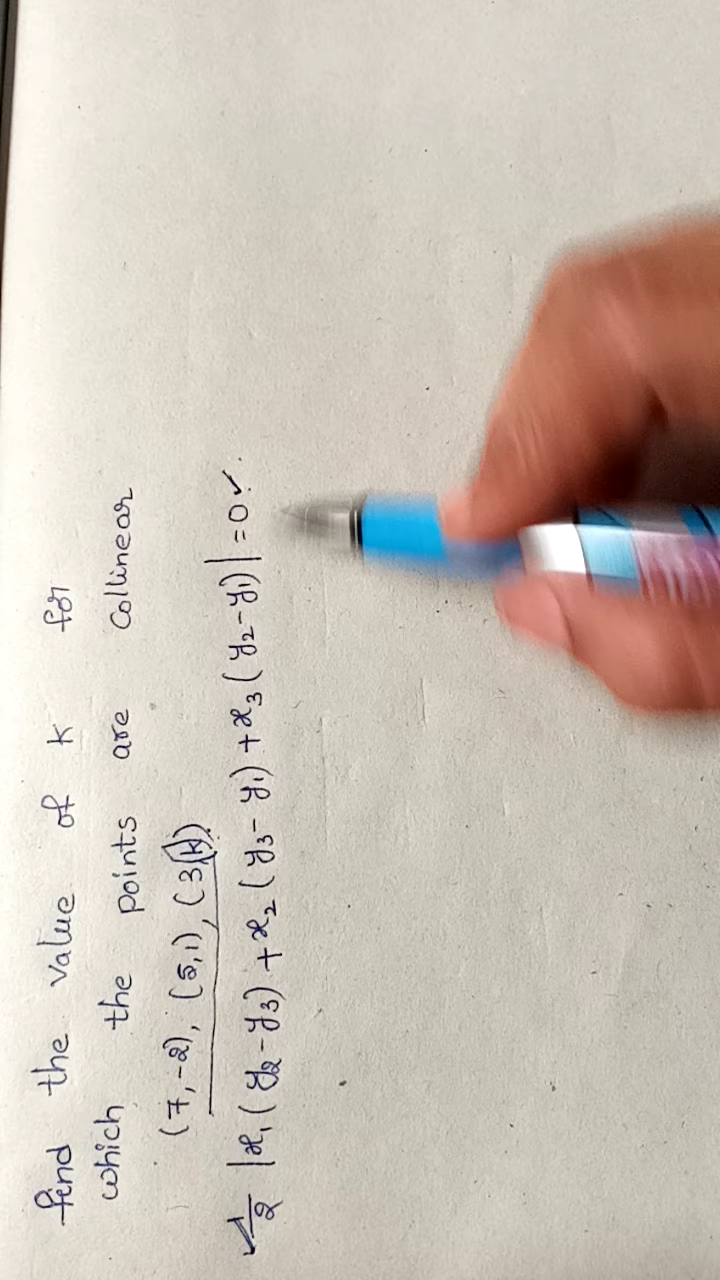 find the value of k for
which the points are collinear
(7,-2), (5,1), (3,k)
1/2 |x₁(y₂-y₃)+x₂(y₃-y₁)+x₃(y₂-y₁)|=0✓.